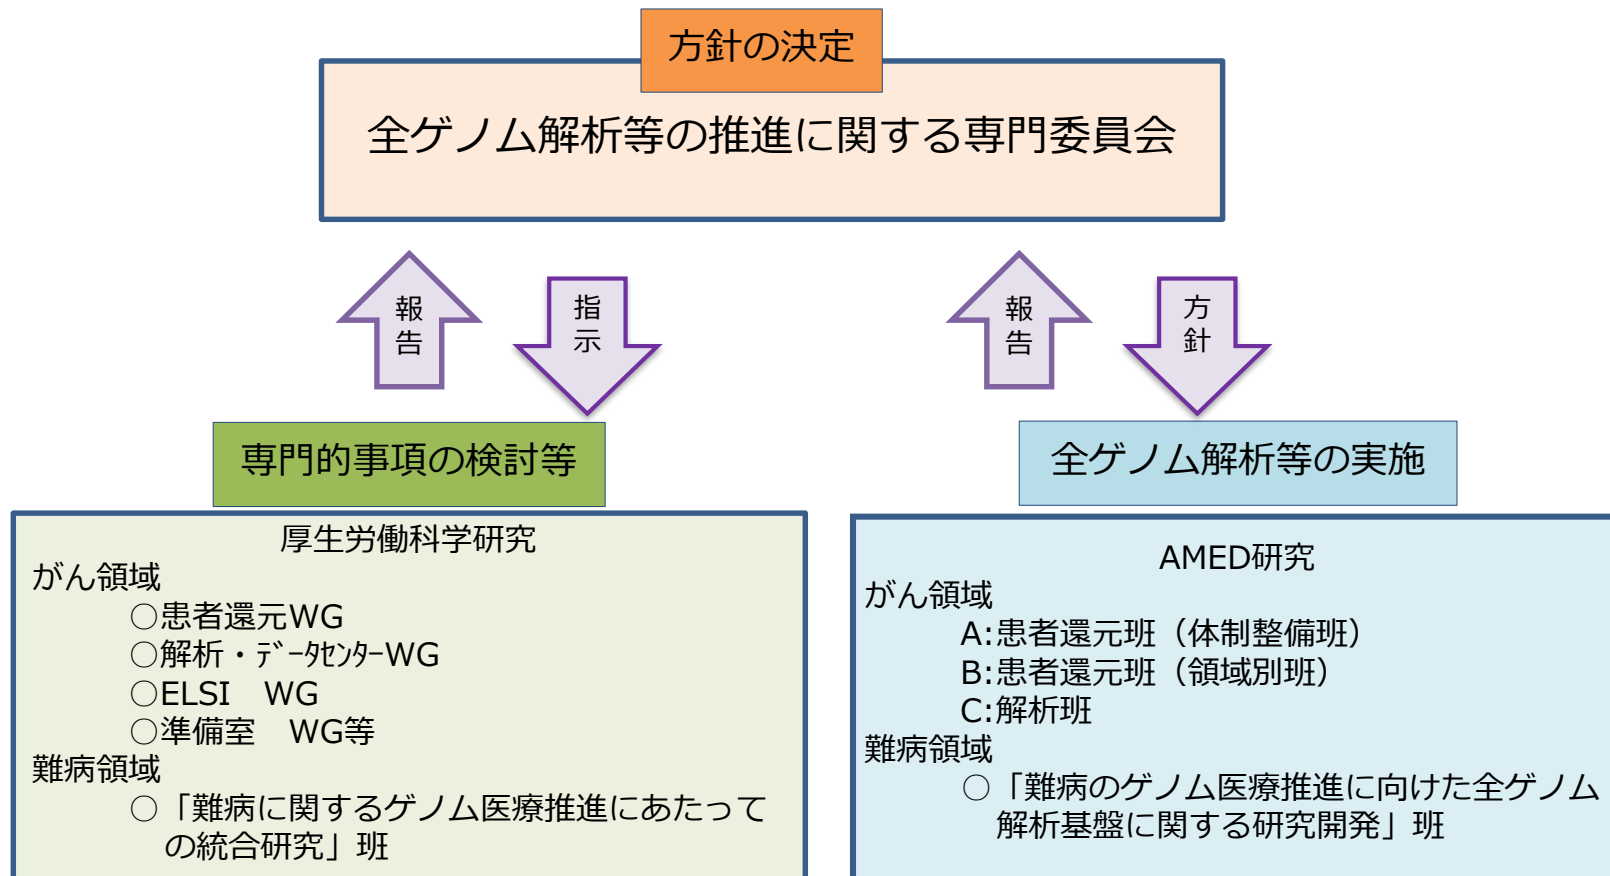 方針の決定
全ゲノム解析等の推進に関する専門委員会
報告
指示
報告
方針
専門的事項の検討等
厚生労働科学研究
がん領域
○患者還元WG
○解析・ﾃﾞｰﾀｾﾝﾀｰWG
○ELSI　WG
○準備室　WG等
難病領域
○「難病に関するゲノム医療推進にあたって
の統合研究」班
全ゲノム解析等の実施
AMED研究
がん領域
A:患者還元班（体制整備班）
B:患者還元班（領域別班）
C:解析班
難病領域
○「難病のゲノム医療推進に向けた全ゲノム
解析基盤に関する研究開発」班